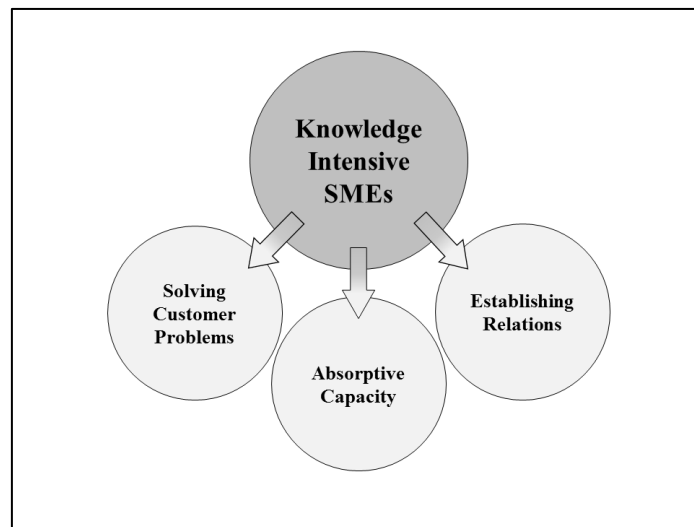 Knowledge
Intensive
SMEs
Solving
Customer
Problems
Absorptive
Capacity
Establishing
Relations